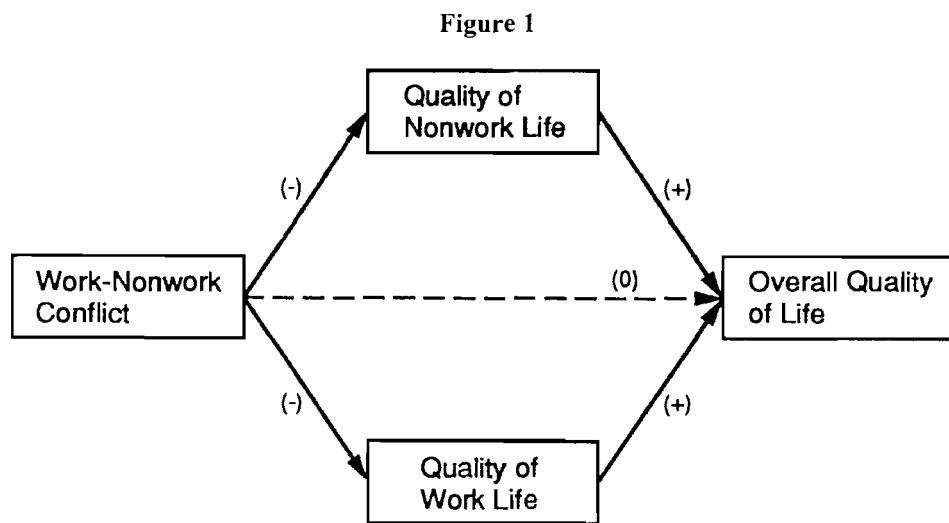 Figure 1
Quality of
Nonwork Life
(-)
(+)
Work-Nonwork
Conflict
(0)
Overall Quality
of Life
(-)
(+)
Quality of
Work Life